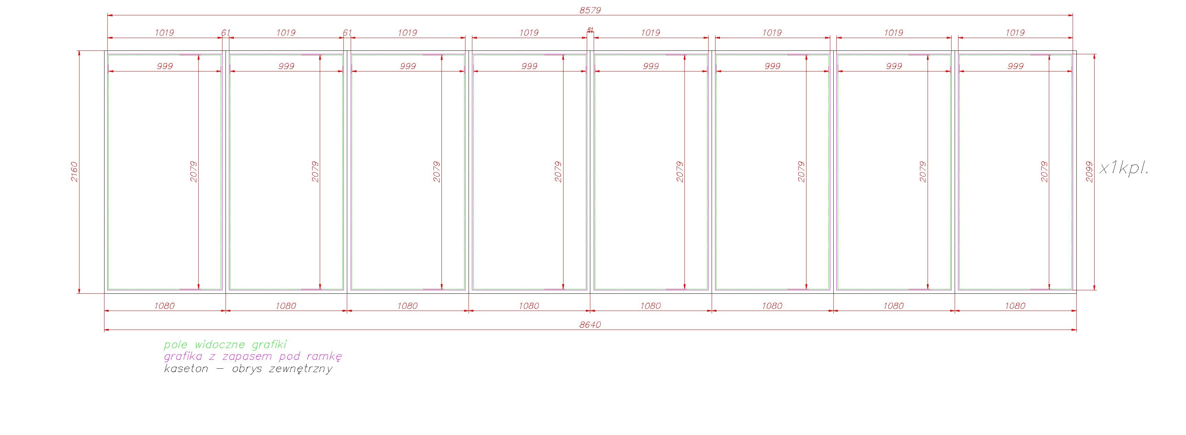 8579
1019 61 1019 61 1019 1019 61 1019 1019 1019 1019
999 999 999 999 999 999 999 999
2160 2079 2079 2079 2079 2079 2079 2079 2079 2099 x1kpl.
1080 1080 1080 1080 1080 1080 1080 1080
8640
pole widoczne grafiki
grafika z zapasem pod ramkę
kaseton – obrys zewnętrzny